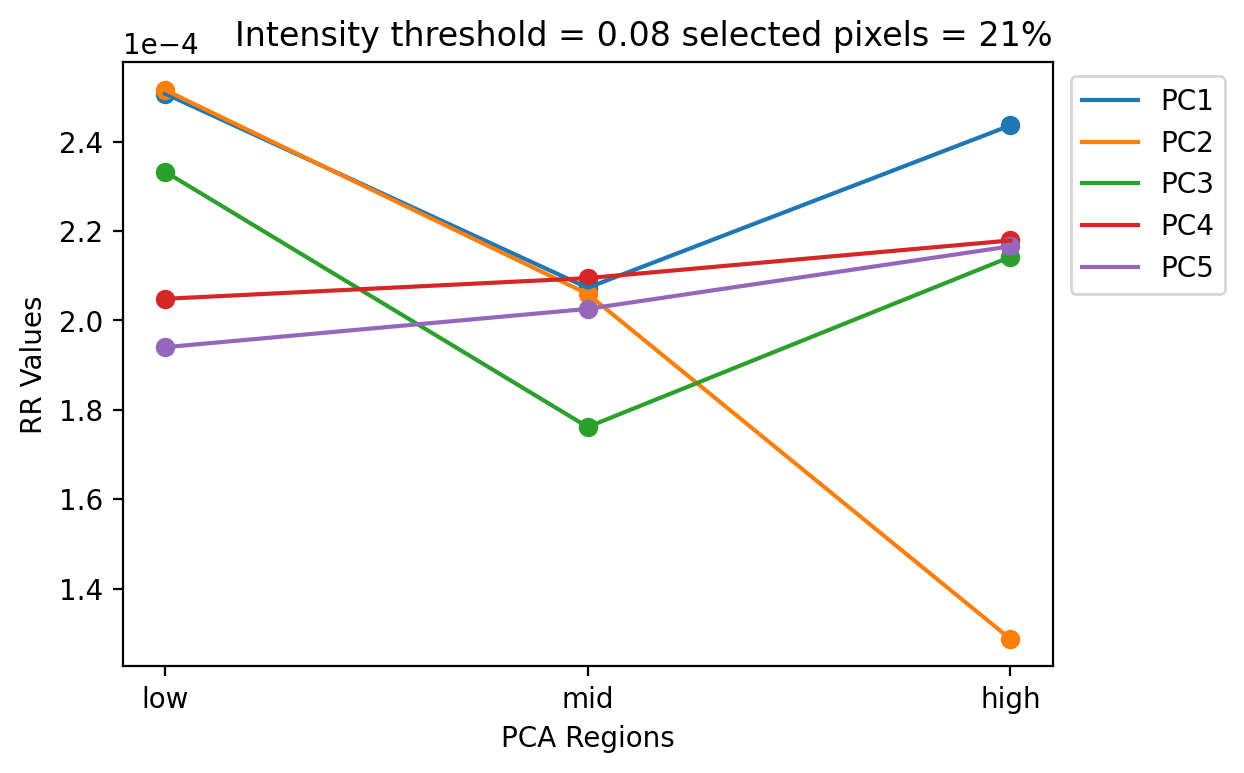 Intensity threshold = 0.08 selected pixels = 21%
1e−4
2.4
2.2
2.0
1.8
1.6
1.4
RR Values
low
mid
high
PCA Regions
PC1
PC2
PC3
PC4
PC5